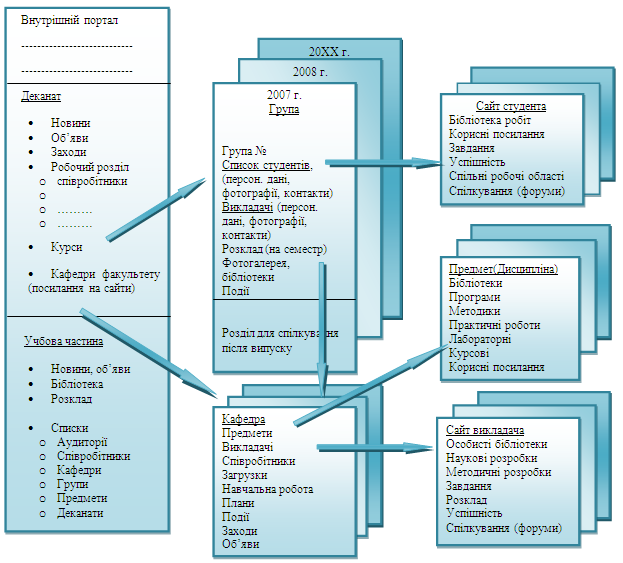 Внутрішній портал
----------------------------
----------------------------
Деканат
• Новини
• Об’яви
• Заходи
• Робочий розділ
o співробітники
o
o ………
o ………
• Курси
• Кафедри факультету
(посилання на сайти)
Учбова частина
• Новини, об’яви
• Бібліотека
• Розклад
• Списки
o Аудиторії
o Співробітники
o Кафедри
o Групи
o Предмети
o Деканати
20ХХ г.
2008 г.
2007 г.
Група
Група №
Список студентів,
(персон. дані,
фотографії, контакти)
Викладачі (персон.
дані, фотографії,
контакти)
Розклад (на семестр)
Фотогалерея,
бібліотеки
Події
Розділ для спілкування
після випуску
Кафедра
Предмети
Викладачі
Співробітники
Загрузки
Навчальна робота
Плани
Події
Заходи
Об’яви
Сайт студента
Бібліотека робіт
Корисні посилання
Завдання
Успішність
Спільні робочі області
Спілкування (форуми)
Предмет(Дисципліна)
Бібліотеки
Програми
Методики
Практичні роботи
Лабораторні
Курсові
Корисні посилання
Сайт викладача
Особисті бібліотеки
Наукові розробки
Методичні розробки
Завдання
Розклад
Успішність
Спілкування (форуми)